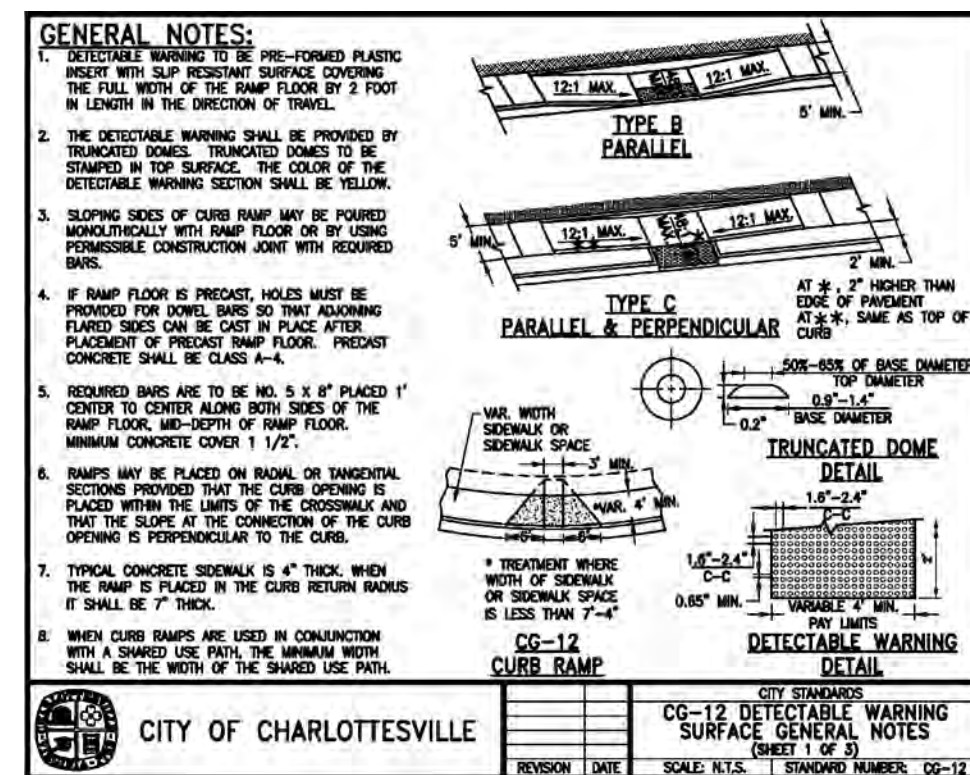 GENERAL NOTES:
1. DETECTABLE WARNING TO BE PRE-FORMED PLASTIC
INSERT WITH SLIP RESISTANT SURFACE COVERING
THE FULL WIDTH OF THE RAMP FLOOR BY 2 FOOT
IN LENGTH IN THE DIRECTION OF TRAVEL.
2. THE DETECTABLE WARNING SHALL BE PROVIDED BY
TRUNCATED DOMES. TRUNCATED DOMES TO BE
STAMPED IN TOP SURFACE. THE COLOR OF THE
DETECTABLE WARNING SECTION SHALL BE YELLOW.
3. SLOPING SIDES OF CURB RAMP MAY BE POURED
MONOLITHICALLY WITH RAMP FLOOR OR BY USING
PERMISSIBLE CONSTRUCTION JOINT WITH REQUIRED
BARS.
4. IF RAMP FLOOR IS PRECAST, HOLES MUST BE
PROVIDED FOR DOWEL BARS SO THAT ADJOINING
FLARED SIDES CAN BE CAST IN PLACE AFTER
PLACEMENT OF PRECAST RAMP FLOOR. PRECAST
CONCRETE SHALL BE CLASS A-4.
5. REQUIRED BARS ARE TO BE NO. 5 X 8" PLACED 1'
CENTER TO CENTER ALONG BOTH SIDES OF THE
RAMP FLOOR, MID-DEPTH OF RAMP FLOOR.
MINIMUM CONCRETE COVER 1 1/2".
6. RAMPS MAY BE PLACED ON RADIAL OR TANGENTIAL
SECTIONS PROVIDED THAT THE CURB OPENING IS
PLACED WITHIN THE LIMITS OF THE CROSSWALK AND
THAT THE SLOPE AT THE CONNECTION OF THE CURB
OPENING IS PERPENDICULAR TO THE CURB.
7. TYPICAL CONCRETE SIDEWALK IS 4" THICK. WHEN
THE RAMP IS PLACED IN THE CURB RETURN RADIUS
IT SHALL BE 7" THICK.
8. WHEN CURB RAMPS ARE USED IN CONJUNCTION
WITH A SHARED USE PATH, THE MINIMUM WIDTH
SHALL BE THE WIDTH OF THE SHARED USE PATH.
12:1 MAX.
12:1 MAX.
5' MIN.
TYPE B
PARALLEL
5' MIN.
12:1 MAX.
**
12:1 MAX.
*
2' MIN.
TYPE C
PARALLEL & PERPENDICULAR
AT *, 2" HIGHER THAN
EDGE OF PAVEMENT
AT **, SAME AS TOP OF
CURB
50%-65% OF BASE DIAMETER
TOP DIAMETER
0.9"-1.4"
BASE DIAMETER
0.2"
TRUNCATED DOME
DETAIL
VAR. WIDTH
SIDEWALK OR
SIDEWALK SPACE
3' MIN.
*VAR. 4' MIN.
* TREATMENT WHERE
WIDTH OF SIDEWALK
OR SIDEWALK SPACE
IS LESS THAN 7'-4"
CG-12
CURB RAMP
1.6"-2.4"
C-C
1.6"-2.4"
C-C
0.65" MIN.
2'
VARIABLE 4' MIN.
PAY LIMITS
DETECTABLE WARNING
DETAIL
CITY OF CHARLOTTESVILLE
REVISION DATE
CITY STANDARDS
CG-12 DETECTABLE WARNING
SURFACE GENERAL NOTES
(SHEET 1 OF 3)
SCALE: N.T.S. STANDARD NUMBER: CG-12